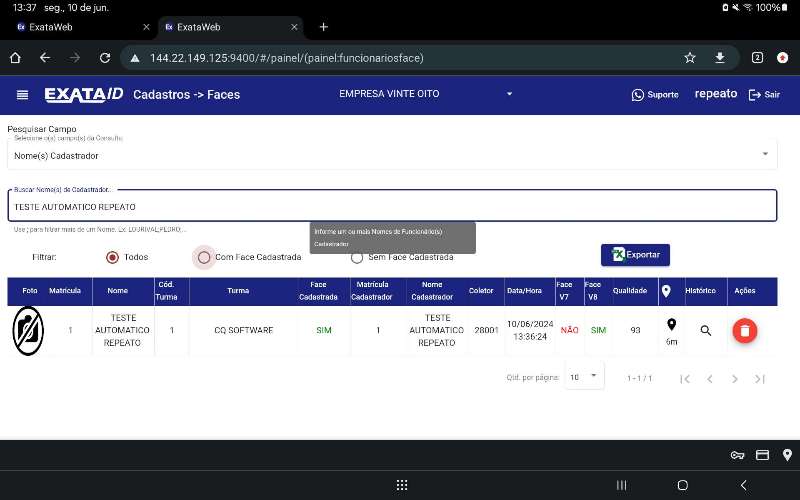 13:37 seg., 10 de jun.
100%
ExataWeb
ExataWeb
144.22.149.125:9400/#/painel/(painel:funcionariosface)
2
EXATA ID
Cadastros -> Faces
EMPRESA VINTE OITO
Suporte
repeato
Sair
Pesquisar Campo
Selecione o(s) campo(s) da Consulta
Nome(s) Cadastrador
Buscar Nome(s) de Cadastrador...
TESTE AUTOMATICO REPEATO
Use ; para filtrar mais de um Nome. Ex: LOURIVAL;PEDRO;...
Informe um ou mais Nomes de Funcionário(s)
Cadastrador
Filtrar:
Todos
Com Face Cadastrada
Sem Face Cadastrada
Exportar
Foto
Matrícula
Nome
Cód. Turma
Turma
Face Cadastrada
Matrícula Cadastrador
Nome Cadastrador
Coletor
Data/Hora
Face V7
Face V8
Qualidade
Histórico
Ações
1
TESTE AUTOMATICO REPEATO
1
CQ SOFTWARE
SIM
1
TESTE AUTOMATICO REPEATO
28001
10/06/2024 13:36:24
NÃO
SIM
93
6m
Qtd. por página:
10
1 - 1 / 1